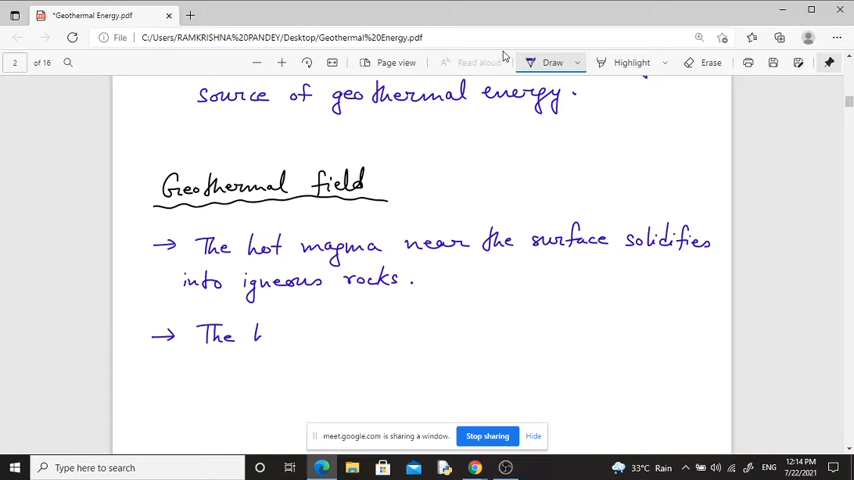 *Geothermal Energy.pdf
File C:/Users/RAMKRISHNA%20PANDEY/Desktop/Geothermal%20Energy.pdf
2 of 16 Page view Read aloud Draw Highlight Erase
source of geothermal energy.
Geothermal field
→ The hot magma near the surface solidifies
into igneous rocks.
→ The
meet.google.com is sharing a window. Stop sharing Hide
Type here to search 33°C Rain ENG 12:14 PM
7/22/2021